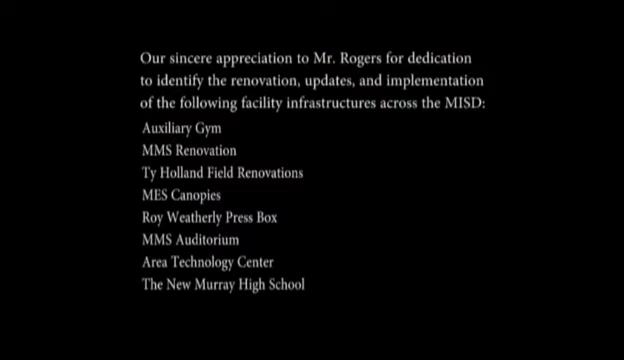 Our sincere appreciation to Mr. Rogers for dedication
to identify the renovation, updates, and implementation
of the following facility infrastructures across the MISD:
Auxiliary Gym
MMS Renovation
Ty Holland Field Renovations
MES Canopies
Roy Weatherly Press Box
MMS Auditorium
Area Technology Center
The New Murray High School